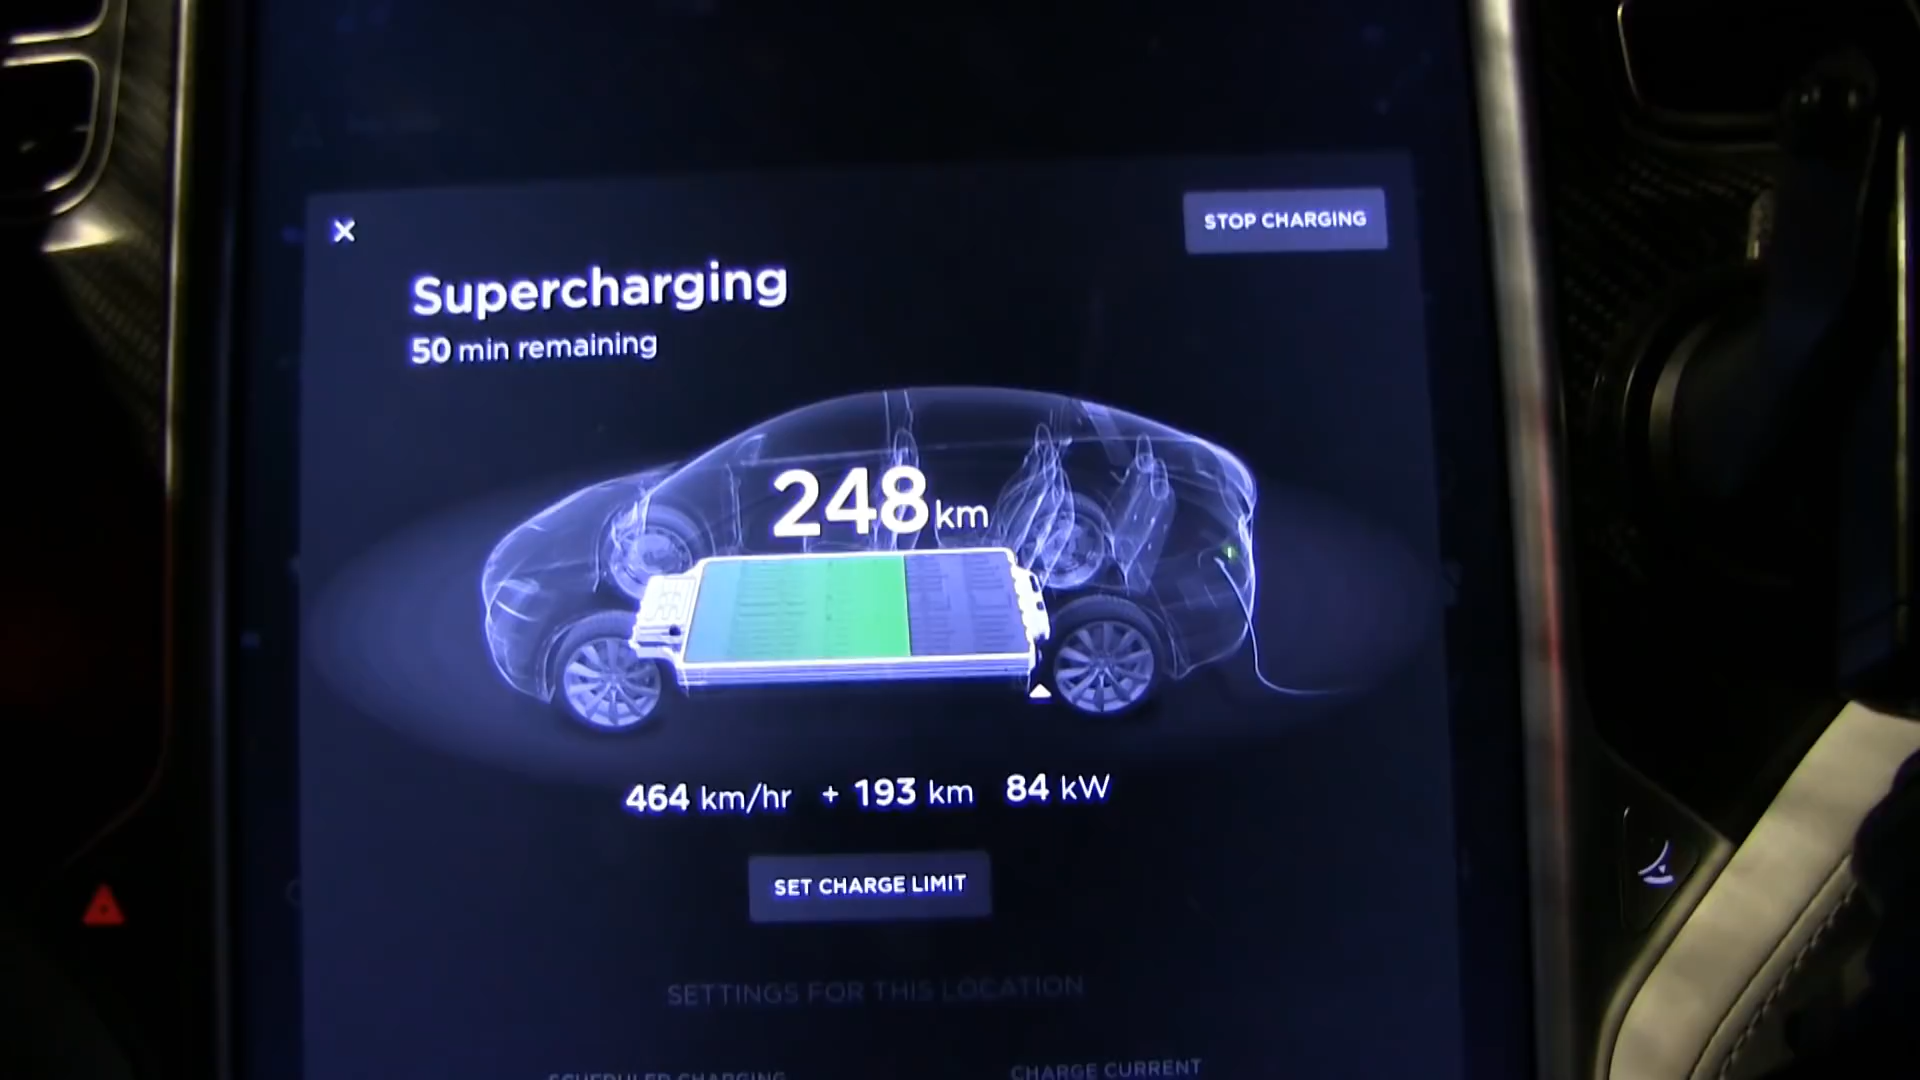 STOP CHARGING
Supercharging
50 min remaining
248 km
464 km/hr + 193 km 84 kW
SET CHARGE LIMIT
SETTINGS FOR THIS LOCATION
CHARGE CURRENT